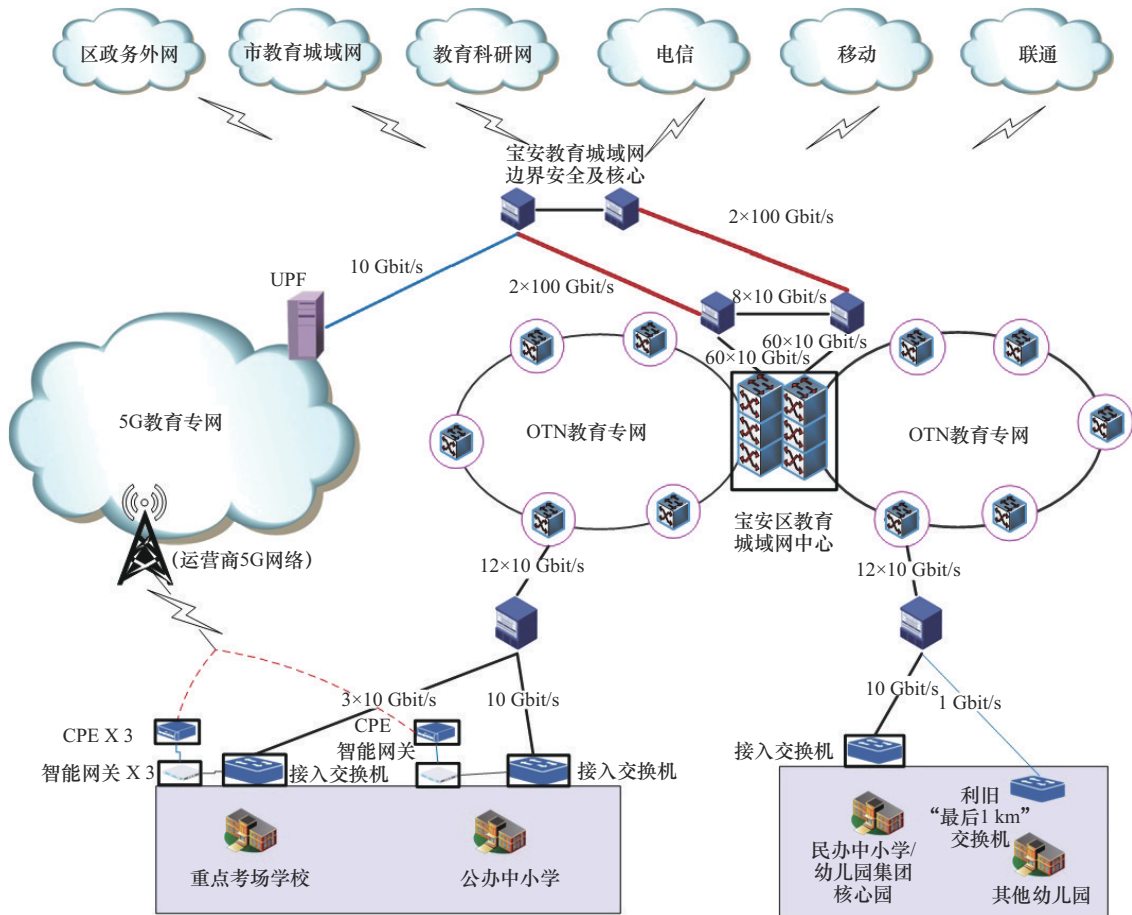 区政务外网
市教育城域网
教育科研网
电信
移动
联通
宝安教育城域网
边界安全及核心
2×100 Gbit/s
10 Gbit/s
UPF
2×100 Gbit/s
8×10 Gbit/s
60×10 Gbit/s
60×10 Gbit/s
5G教育专网
OTN教育专网
OTN教育专网
宝安区教育
城域网中心
(运营商5G网络)
12×10 Gbit/s
12×10 Gbit/s
3×10 Gbit/s
10 Gbit/s
10 Gbit/s
1 Gbit/s
CPE X 3
CPE
智能网关
智能网关 X 3
接入交换机
接入交换机
接入交换机
利旧
“最后1 km”
交换机
重点考场学校
公办中小学
民办中小学/
幼儿园集团
核心园
其他幼儿园